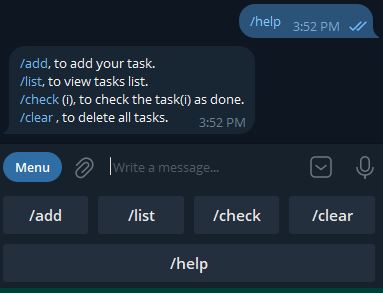 /help 3:52 PM
/add, to add your task.
/list, to view tasks list.
/check (i), to check the task(i) as done.
/clear , to delete all tasks.
3:52 PM
Menu Write a message...
/add /list /check /clear
/help